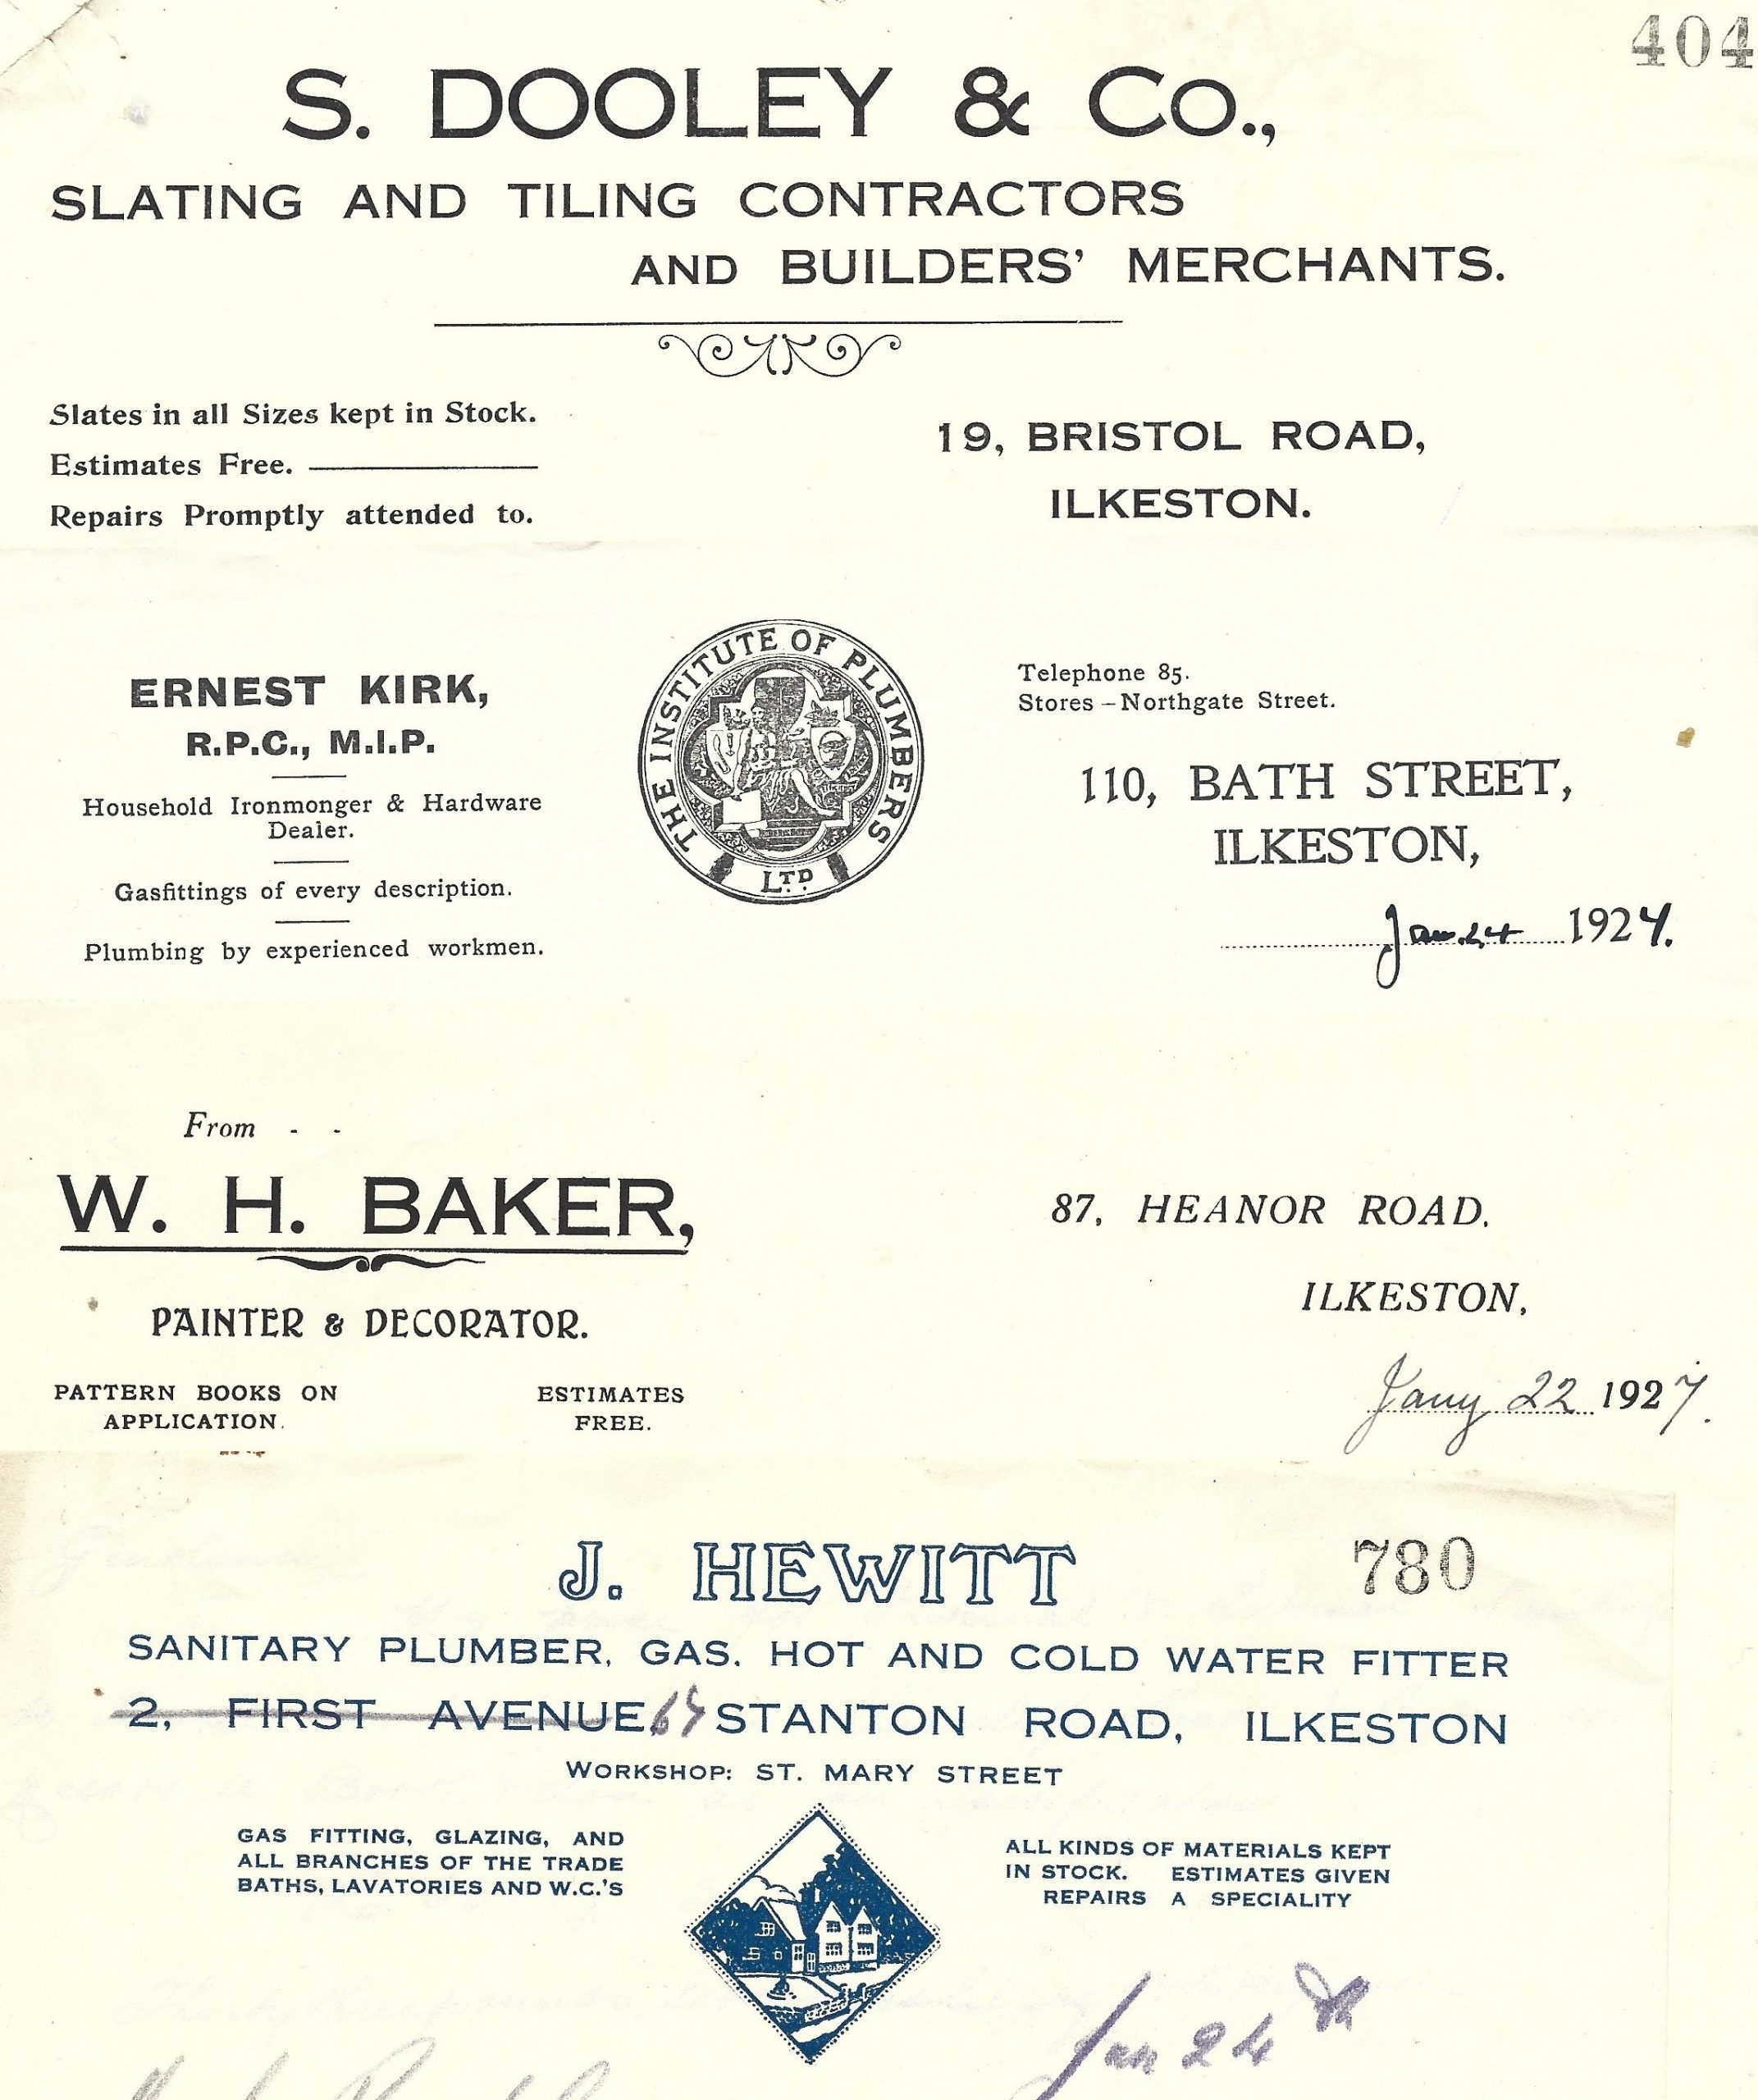 404
S. DOOLEY & Co.,
SLATING AND TILING CONTRACTORS
AND BUILDERS' MERCHANTS.
Slates in all Sizes kept in Stock.
Estimates Free.
Repairs Promptly attended to.
19, BRISTOL ROAD,
ILKESTON.
ERNEST KIRK,
R.P.C., M.I.P.
Household Ironmonger & Hardware
Dealer.
Gasfittings of every description.
Plumbing by experienced workmen.
THE INSTITUTE OF PLUMBERS
LTD
Telephone 85.
Stores – Northgate Street.
110, BATH STREET,
ILKESTON,
Jan. 24 1927.
From - -
W. H. BAKER,
PAINTER & DECORATOR.
PATTERN BOOKS ON
APPLICATION.
ESTIMATES
FREE.
87, HEANOR ROAD.
ILKESTON,
Jany 22 1927.
J. HEWITT
780
SANITARY PLUMBER, GAS. HOT AND COLD WATER FITTER
2, FIRST AVENUE, STANTON ROAD, ILKESTON
WORKSHOP: ST. MARY STREET
GAS FITTING, GLAZING, AND
ALL BRANCHES OF THE TRADE
BATHS, LAVATORIES AND W.C.'S
ALL KINDS OF MATERIALS KEPT
IN STOCK. ESTIMATES GIVEN
REPAIRS A SPECIALITY
Jan 24th